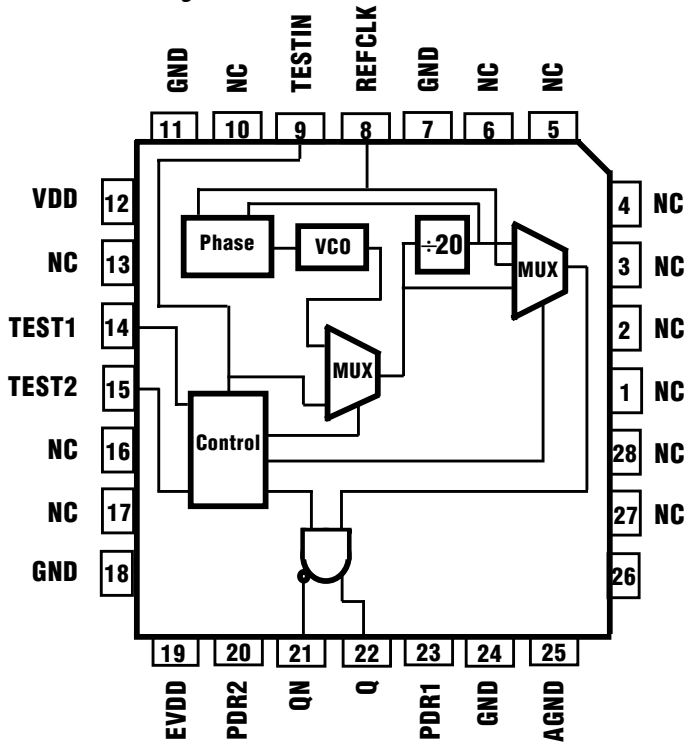 GND
NC
TESTIN
REFCLK
GND
NC
NC
11
10
9
8
7
6
5
VDD
12
NC
13
TEST1
14
TEST2
15
NC
16
NC
17
GND
18
Phase
VCO
÷20
MUX
MUX
Control
4
NC
3
NC
2
NC
1
NC
28
NC
27
NC
26
19
20
21
22
23
24
25
EVDD
PDR2
QN
Q
PDR1
GND
AGND